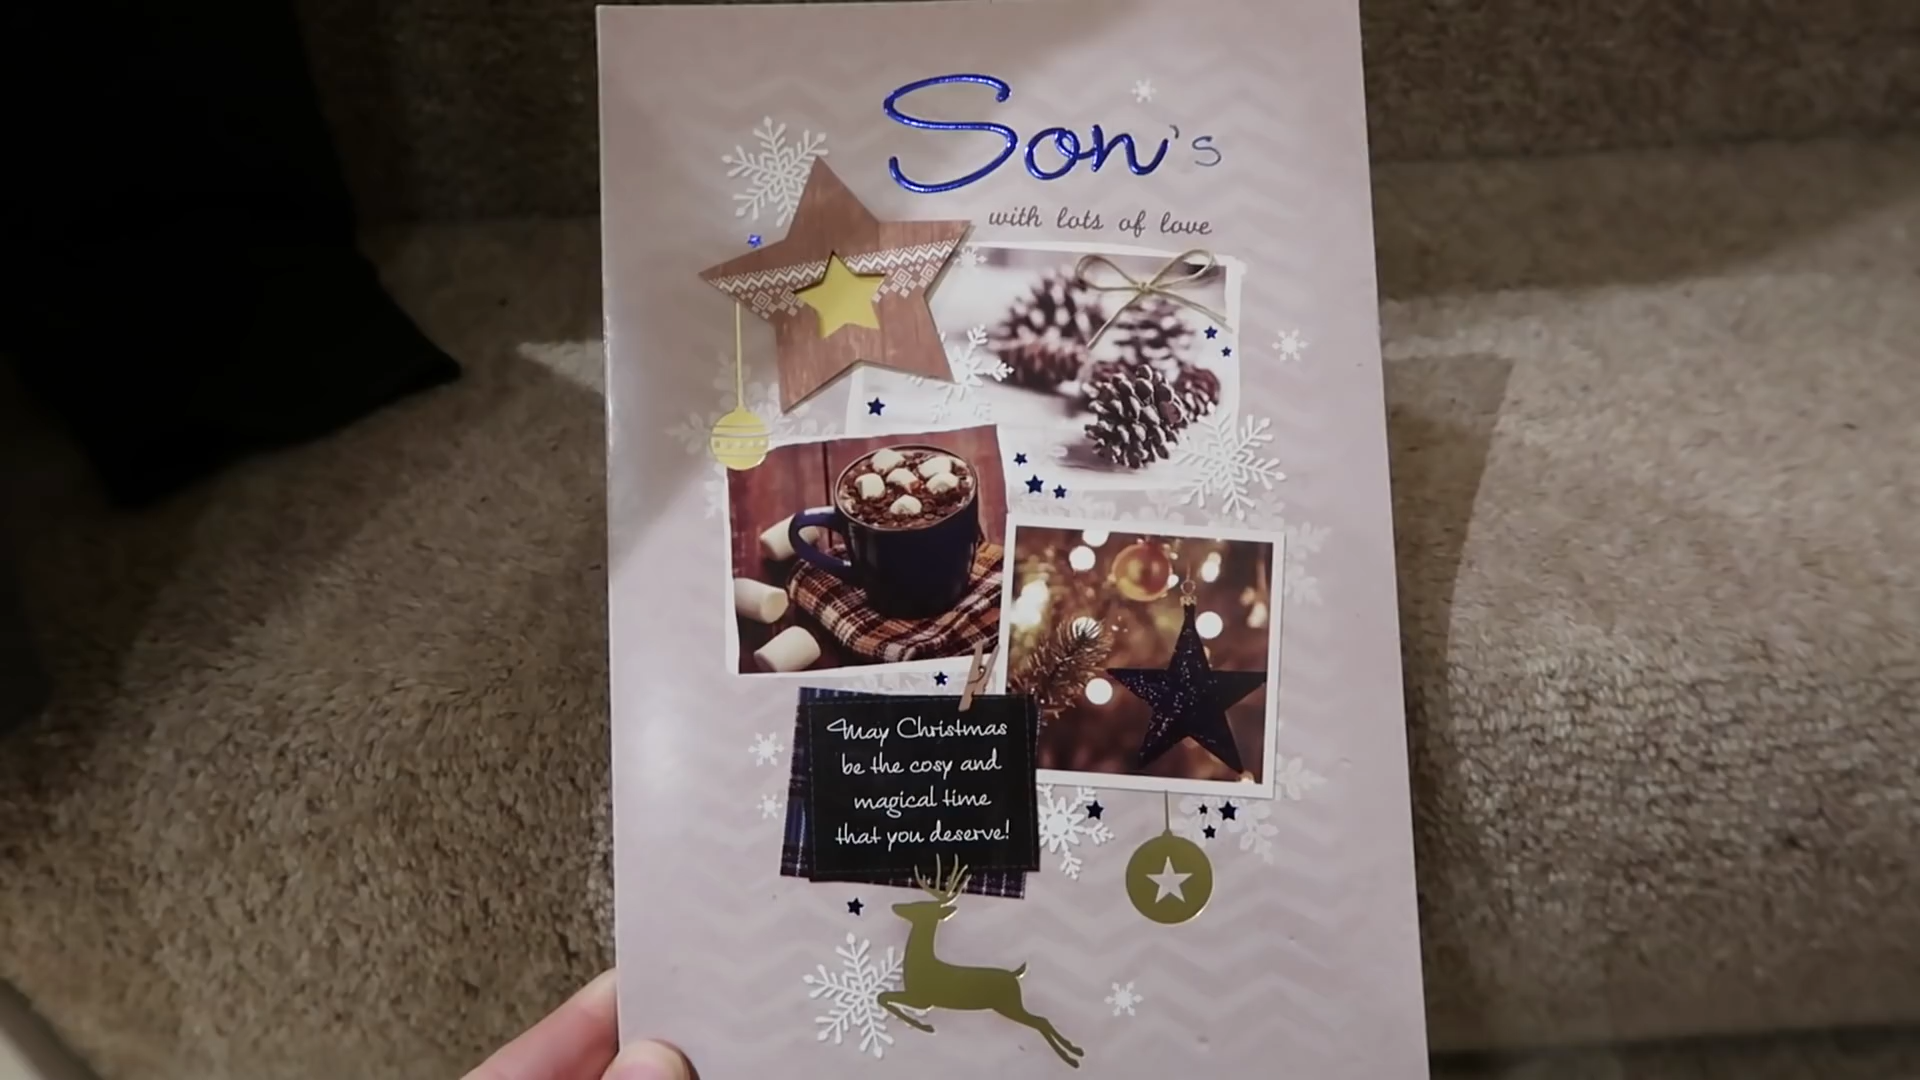 Son's
with lots of love
May Christmas
be the cosy and
magical time
that you deserve!